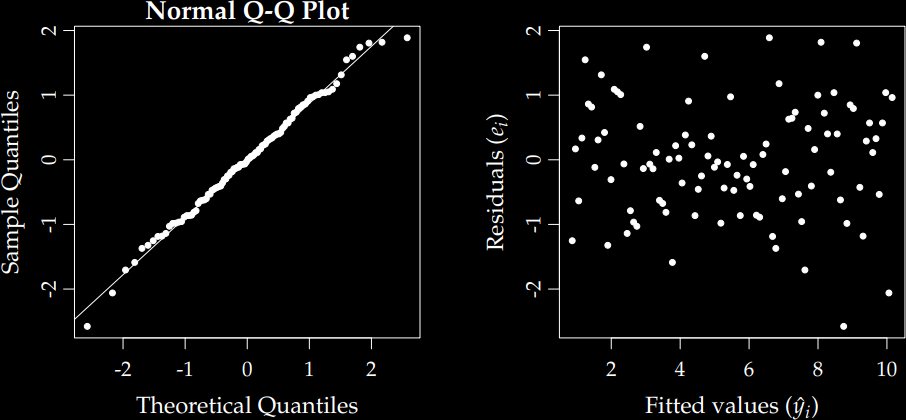 Normal Q-Q Plot
Sample Quantiles
2
1
0
-1
-2
-2 -1 0 1 2
Theoretical Quantiles
Residuals (eᵢ)
2
1
0
-1
-2
2 4 6 8 10
Fitted values (ŷᵢ)